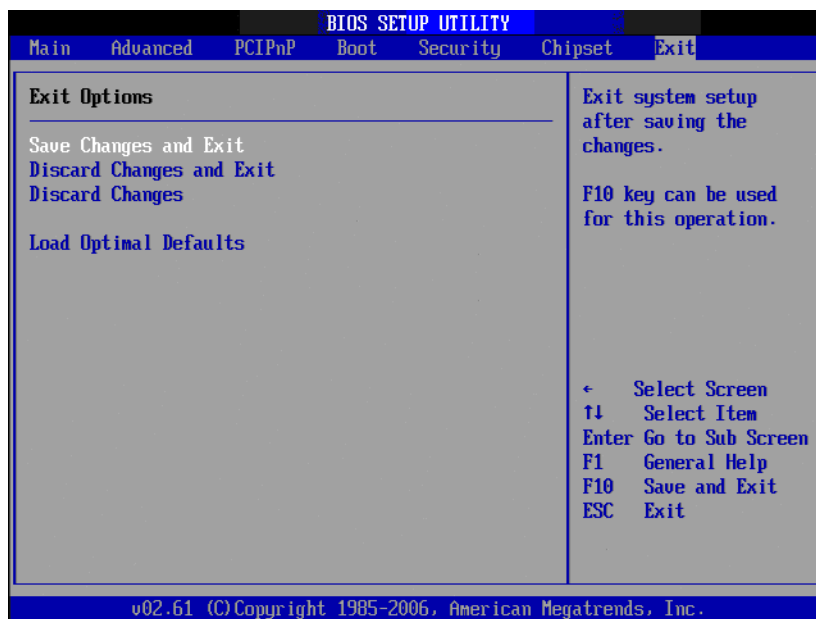 BIOS SETUP UTILITY
Main Advanced PCIPnP Boot Security Chipset Exit
Exit Options
Save Changes and Exit
Discard Changes and Exit
Discard Changes
Load Optimal Defaults
Exit system setup
after saving the
changes.
F10 key can be used
for this operation.
← Select Screen
↑↓ Select Item
Enter Go to Sub Screen
F1 General Help
F10 Save and Exit
ESC Exit
v02.61 (C)Copyright 1985-2006, American Megatrends, Inc.